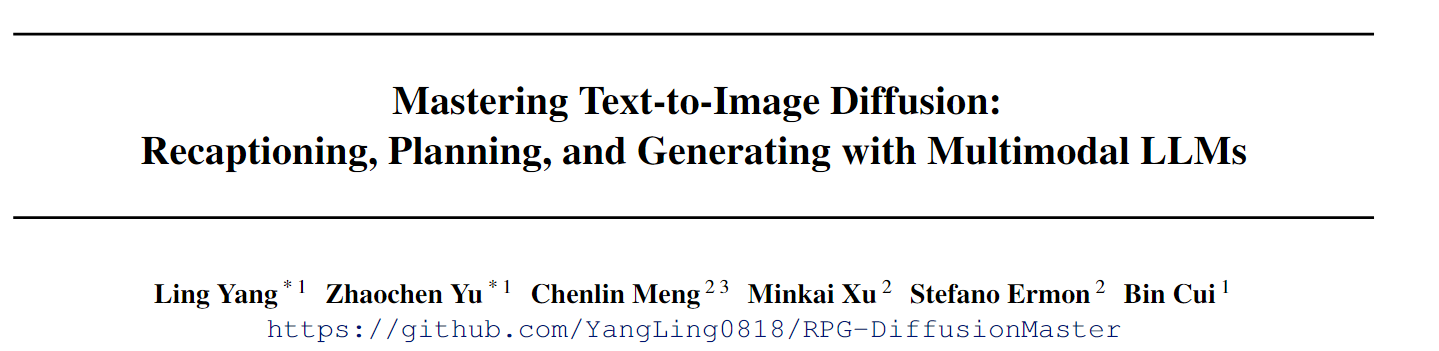 Mastering Text-to-Image Diffusion:
Recaptioning, Planning, and Generating with Multimodal LLMs
Ling Yang * 1 Zhaochen Yu * 1 Chenlin Meng 2 3 Minkai Xu 2 Stefano Ermon 2 Bin Cui 1
https://github.com/YangLing0818/RPG-DiffusionMaster